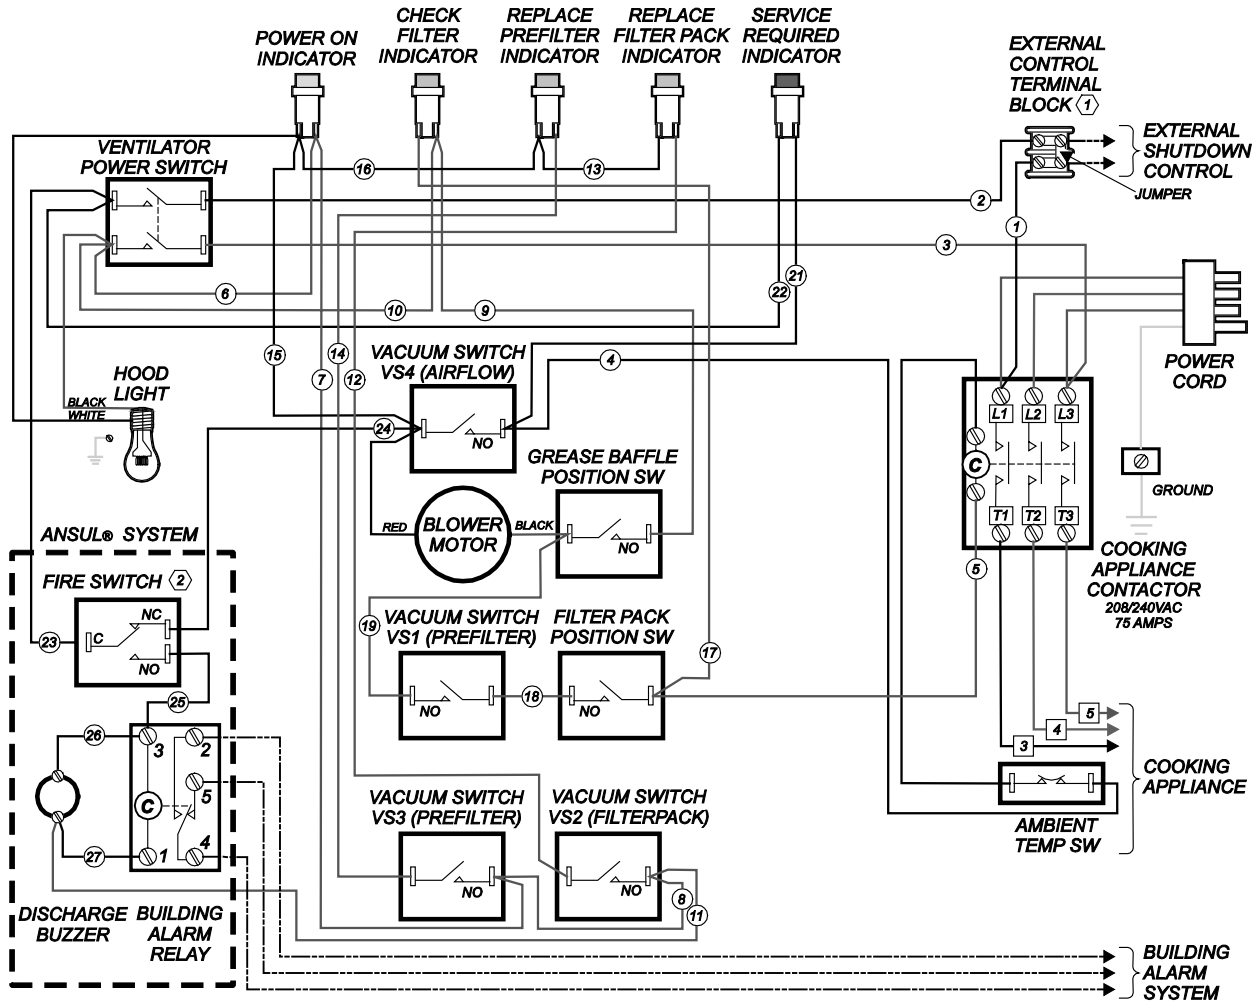 POWER ON
INDICATOR
CHECK
FILTER
INDICATOR
REPLACE
PREFILTER
INDICATOR
REPLACE
FILTER PACK
INDICATOR
SERVICE
REQUIRED
INDICATOR
EXTERNAL
CONTROL
TERMINAL
BLOCK 1
EXTERNAL
SHUTDOWN
CONTROL
JUMPER
VENTILATOR
POWER SWITCH
16
13
2
1
3
6
10
9
21
22
15
7
14
12
4
POWER
CORD
HOOD
LIGHT
BLACK
WHITE
VACUUM SWITCH
VS4 (AIRFLOW)
NO
24
L1
L2
L3
C
T1
T2
T3
GROUND
GREASE BAFFLE
POSITION SW
NO
RED
BLOWER
MOTOR
BLACK
COOKING
APPLIANCE
CONTACTOR
208/240VAC
75 AMPS
5
ANSUL® SYSTEM
FIRE SWITCH 2
NC
C
NO
23
25
19
VACUUM SWITCH
VS1 (PREFILTER)
NO
18
FILTER PACK
POSITION SW
NO
17
5
4
3
COOKING
APPLIANCE
AMBIENT
TEMP SW
26
3
2
C
5
1
4
27
DISCHARGE
BUZZER
BUILDING
ALARM
RELAY
VACUUM SWITCH
VS3 (PREFILTER)
NO
VACUUM SWITCH
VS2 (FILTERPACK)
NO
8
11
BUILDING
ALARM
SYSTEM